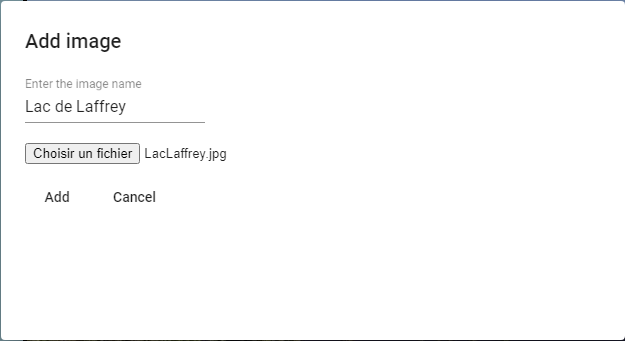 Add image
Enter the image name
Lac de Laffrey
Choisir un fichier LacLaffrey.jpg
Add Cancel